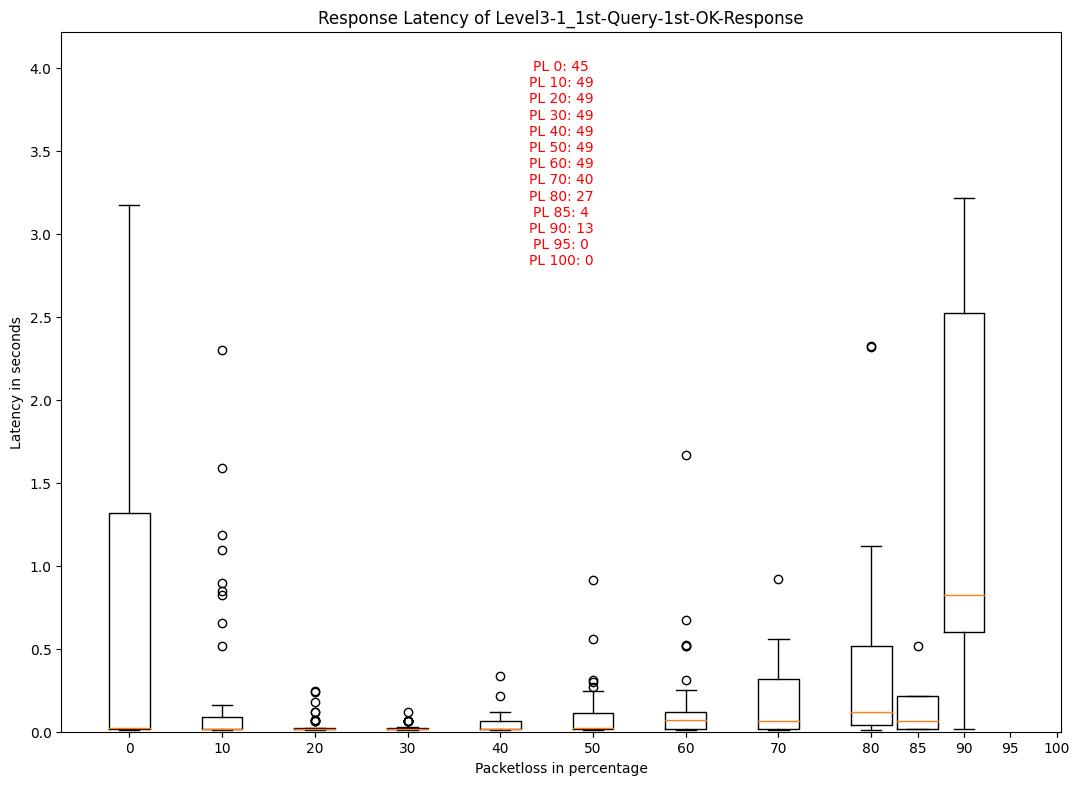 Response Latency of Level3-1_1st-Query-1st-OK-Response
PL 0: 45
PL 10: 49
PL 20: 49
PL 30: 49
PL 40: 49
PL 50: 49
PL 60: 49
PL 70: 40
PL 80: 27
PL 85: 4
PL 90: 13
PL 95: 0
PL 100: 0
Latency in seconds
4.0
3.5
3.0
2.5
2.0
1.5
1.0
0.5
0.0
0 10 20 30 40 50 60 70 80 85 90 95 100
Packetloss in percentage